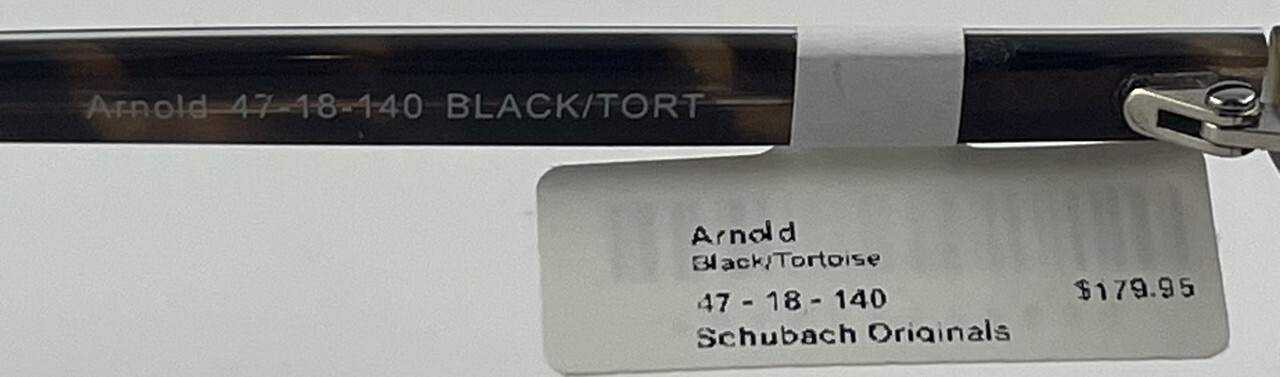 Arnold 47-18-140 BLACK/TORT
Arnold
Black/Tortoise
47 - 18 - 140
$179.95
Schubach Originals